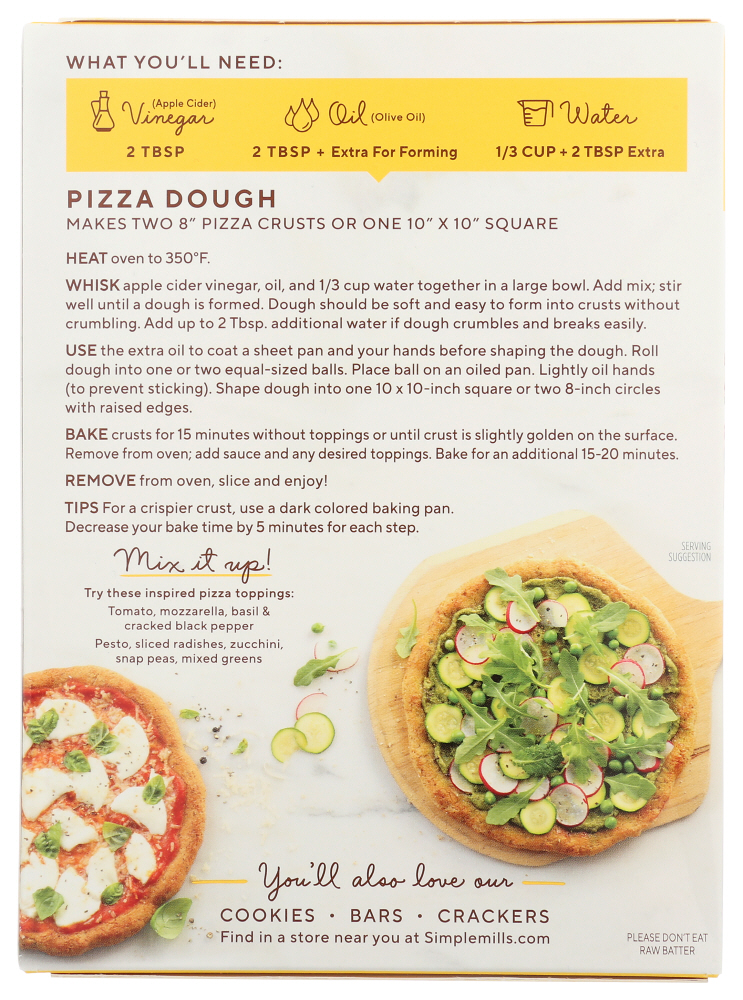 WHAT YOU'LL NEED:
(Apple Cider)
Vinegar
2 TBSP
Oil (Olive Oil)
2 TBSP + Extra For Forming
Water
1/3 CUP + 2 TBSP Extra
PIZZA DOUGH
MAKES TWO 8" PIZZA CRUSTS OR ONE 10" X 10" SQUARE
HEAT oven to 350°F.
WHISK apple cider vinegar, oil, and 1/3 cup water together in a large bowl. Add mix; stir
well until a dough is formed. Dough should be soft and easy to form into crusts without
crumbling. Add up to 2 Tbsp. additional water if dough crumbles and breaks easily.
USE the extra oil to coat a sheet pan and your hands before shaping the dough. Roll
dough into one or two equal-sized balls. Place ball on an oiled pan. Lightly oil hands
(to prevent sticking). Shape dough into one 10 x 10-inch square or two 8-inch circles
with raised edges.
BAKE crusts for 15 minutes without toppings or until crust is slightly golden on the surface.
Remove from oven; add sauce and any desired toppings. Bake for an additional 15-20 minutes.
REMOVE from oven, slice and enjoy!
TIPS For a crispier crust, use a dark colored baking pan.
Decrease your bake time by 5 minutes for each step.
SERVING
SUGGESTION
Mix it up!
Try these inspired pizza toppings:
Tomato, mozzarella, basil &
cracked black pepper
Pesto, sliced radishes, zucchini,
snap peas, mixed greens
You'll also love our
COOKIES • BARS • CRACKERS
Find in a store near you at Simplemills.com
PLEASE DON'T EAT
RAW BATTER